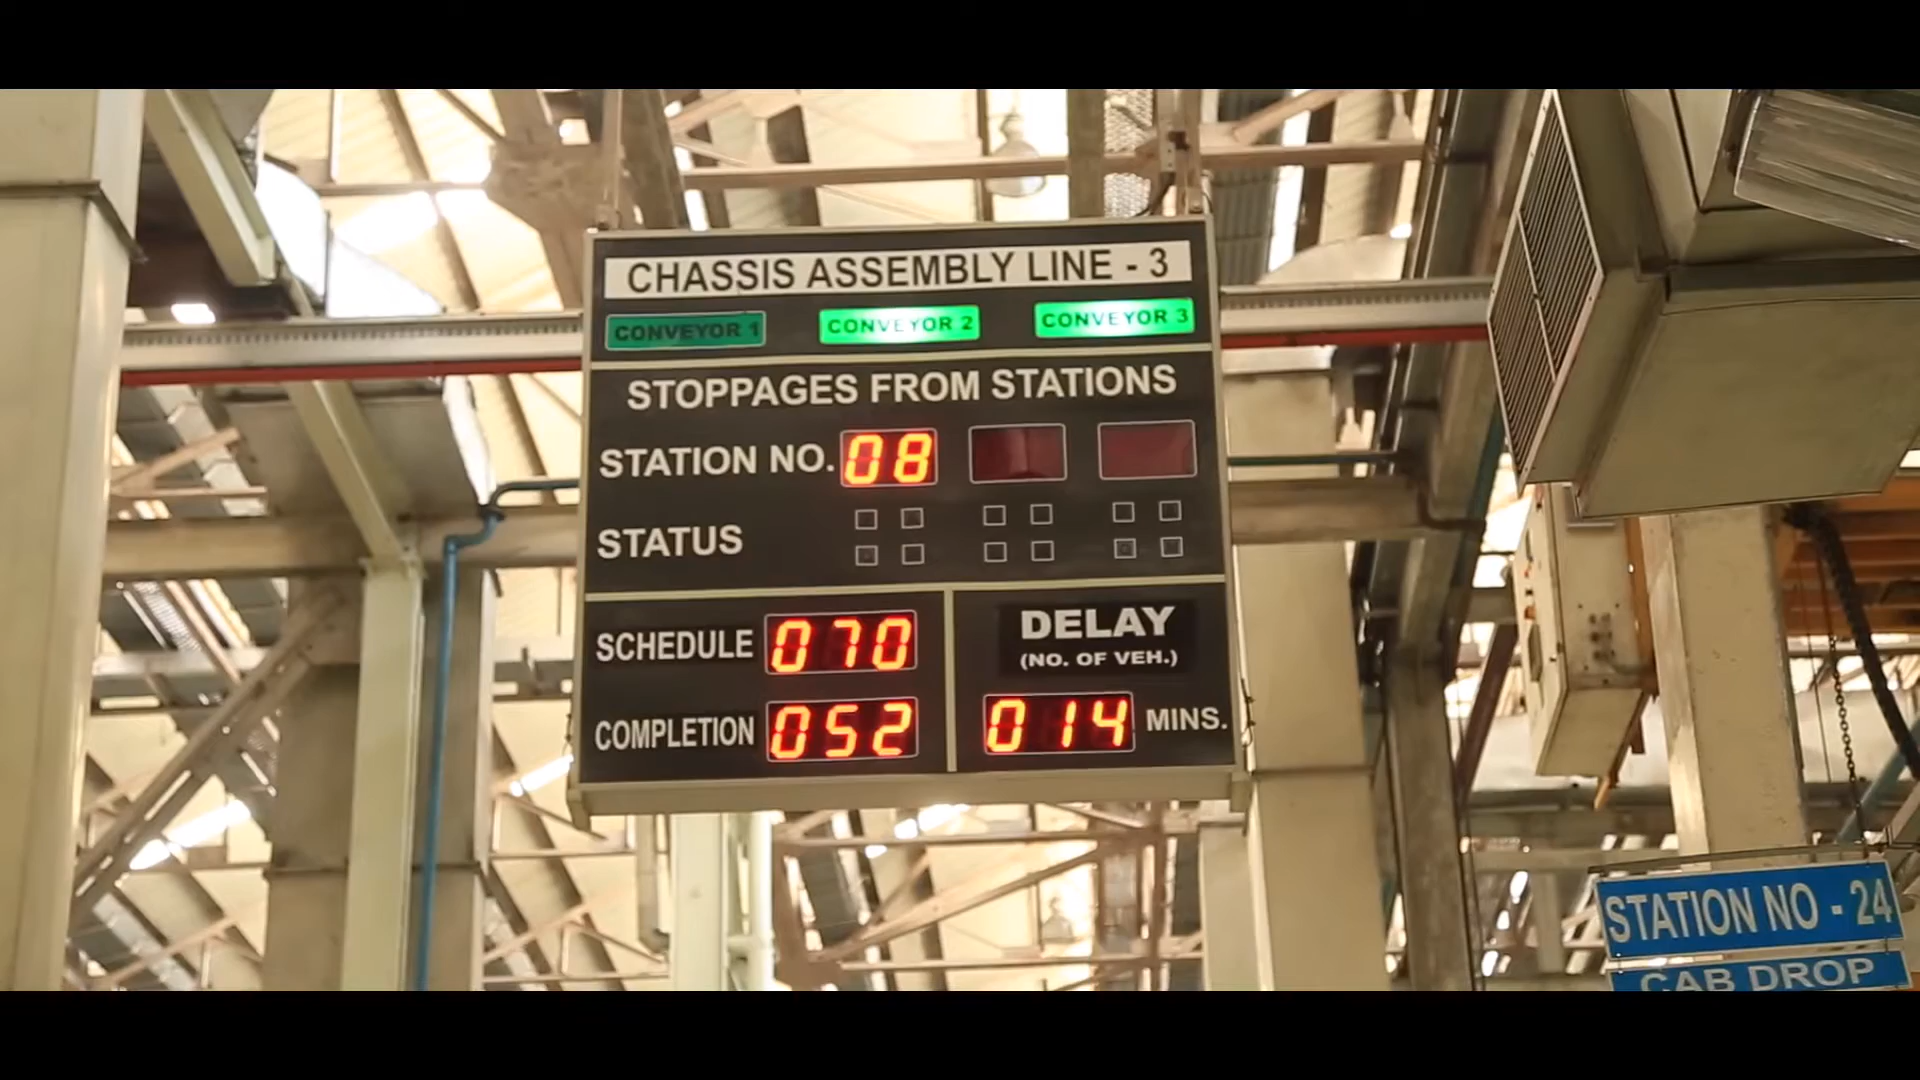 CHASSIS ASSEMBLY LINE - 3
CONVEYOR 1 CONVEYOR 2 CONVEYOR 3
STOPPAGES FROM STATIONS
STATION NO. 08
STATUS
SCHEDULE 070
COMPLETION 052
DELAY
(NO. OF VEH.)
014 MINS.
STATION NO - 24
CAB DROP